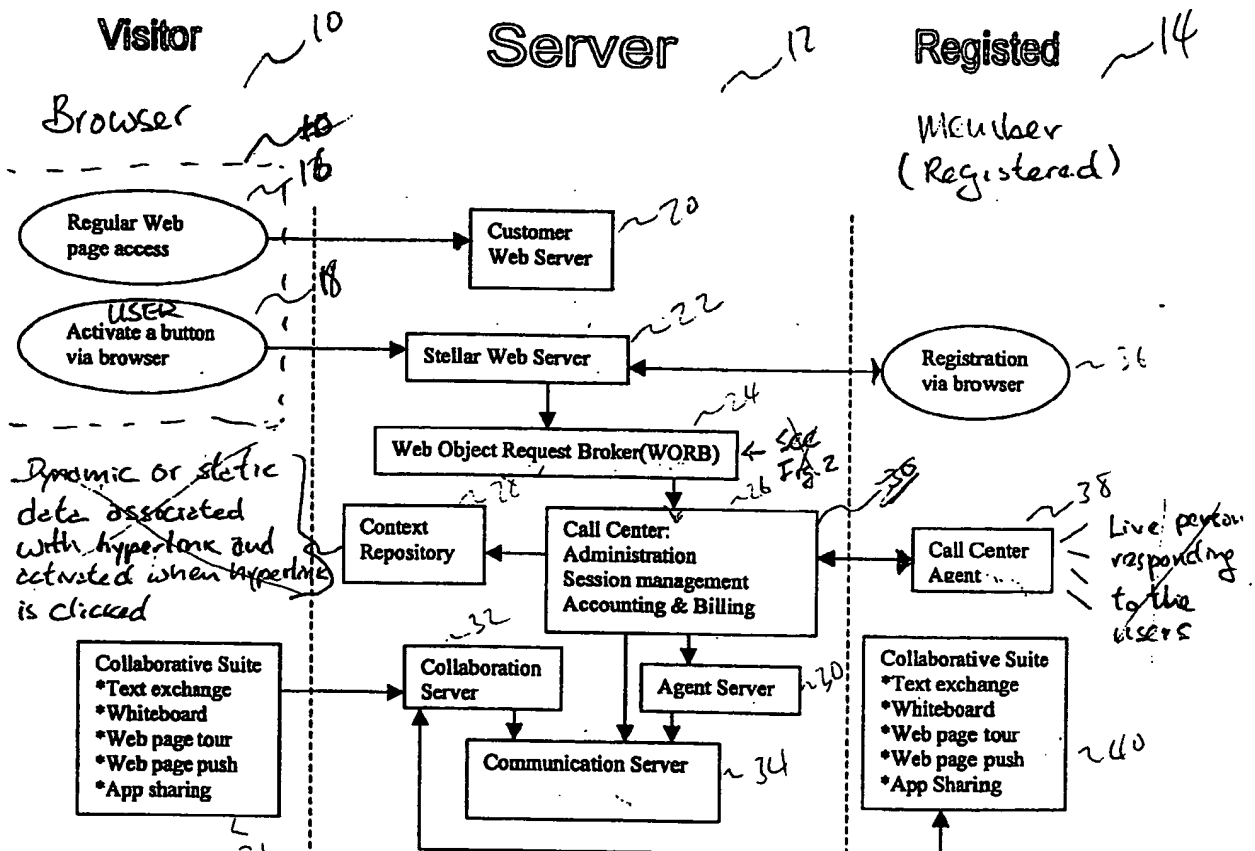 Visitor
~10
Server
~12
Registed
~14
Browser
Member
(Registered)
~10
~16
Regular Web
page access
Customer
Web Server
~20
~18
USER
Activate a button
via browser
Stellar Web Server
~22
Registration
via browser
~36
~24
Web Object Request Broker(WORB)
← see
Fig. 2
Dynamic or static
data associated
with hyperlink and
activated when hyperlink
is clicked
Context
Repository
~26
Call Center:
Administration
Session management
Accounting & Billing
~38
Call Center
Agent
Live person
responding
to the
users
Collaborative Suite
*Text exchange
*Whiteboard
*Web page tour
*Web page push
*App sharing
~32
Collaboration
Server
Agent Server
~30
Communication Server
~34
Collaborative Suite
*Text exchange
*Whiteboard
*Web page tour
*Web page push
*App Sharing
~40